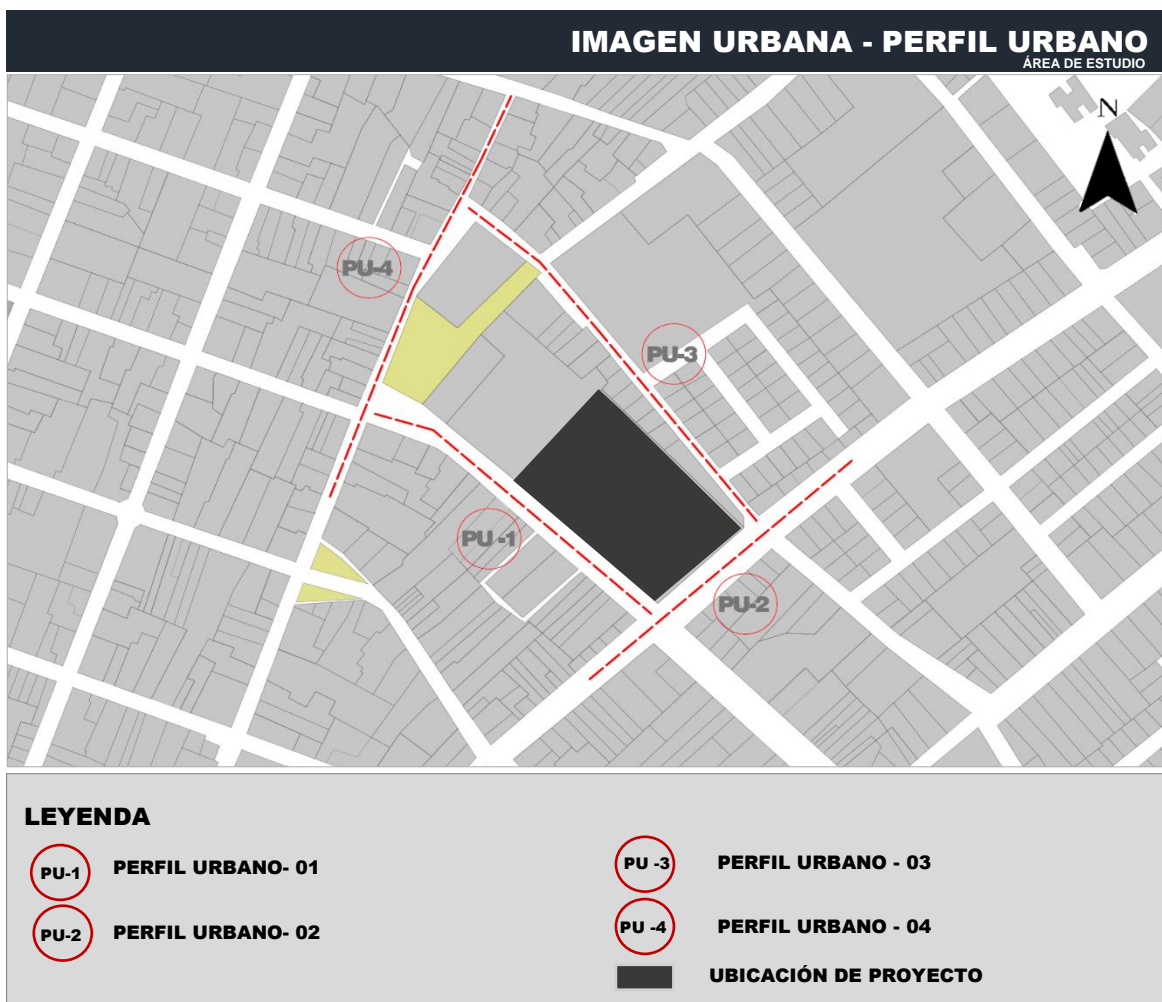 IMAGEN URBANA - PERFIL URBANO
ÁREA DE ESTUDIO
N
PU-4
PU-3
PU -1
PU-2
LEYENDA
PU-1 PERFIL URBANO- 01
PU-2 PERFIL URBANO- 02
PU -3 PERFIL URBANO - 03
PU -4 PERFIL URBANO - 04
UBICACIÓN DE PROYECTO